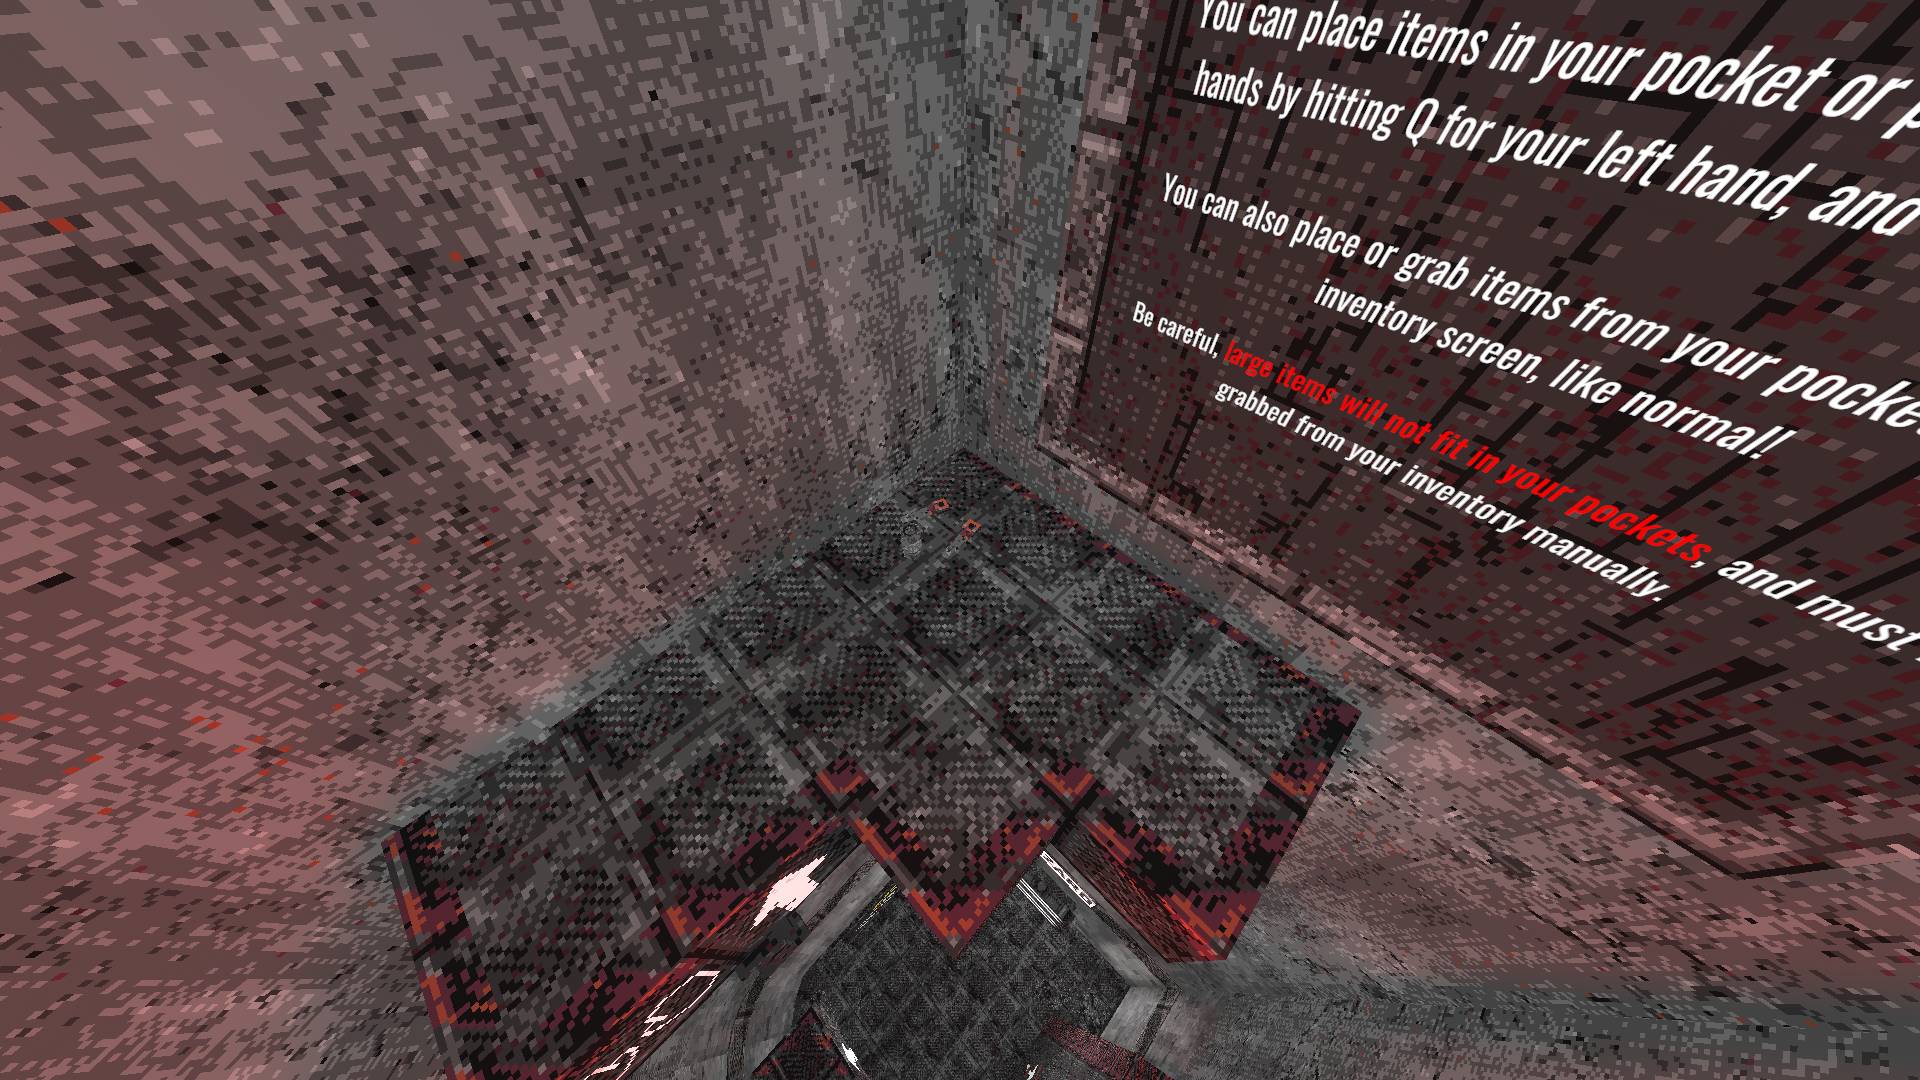 You can place items in your pocket or
hands by hitting Q for your left hand, and
You can also place or grab items from your
inventory screen, like normal!
Be careful, large items will not fit in your pockets, and must
grabbed from your inventory manually.